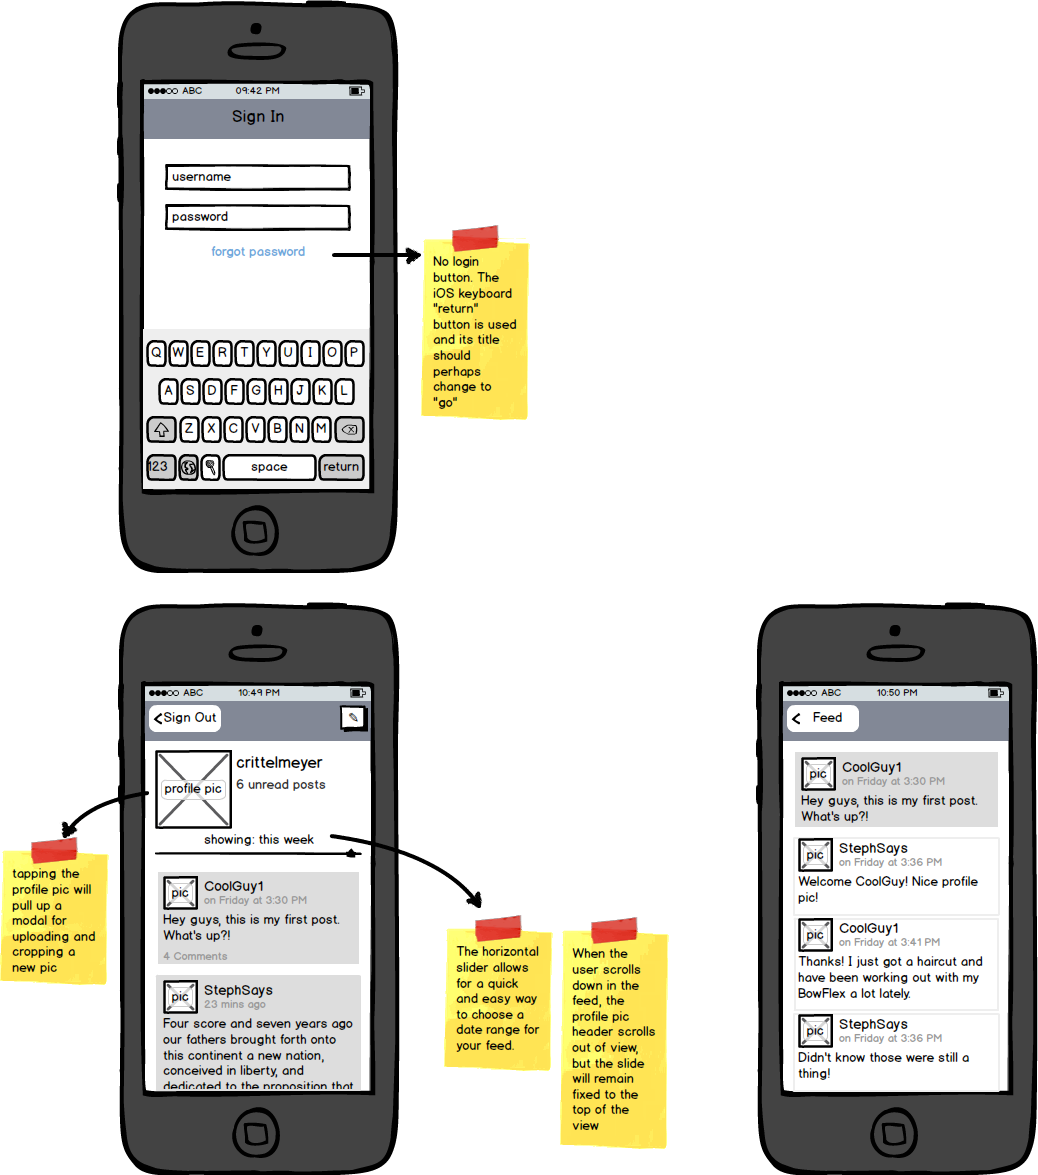 ABC 09:42 PM
Sign In
username
password
forgot password
No login
button. The
iOS keyboard
"return"
button is used
and its title
should
perhaps
change to
"go"
Q W E R T Y U I O P
A S D F G H J K L
Z X C V B N M
123 space return
ABC 10:49 PM
Sign Out
profile pic
crittelmeyer
6 unread posts
showing: this week
tapping the
profile pic will
pull up a
modal for
uploading and
cropping a
new pic
pic
CoolGuy1
on Friday at 3:30 PM
Hey guys, this is my first post.
What's up?!
4 Comments
pic
StephSays
23 mins ago
Four score and seven years ago
our fathers brought forth onto
this continent a new nation,
conceived in liberty, and
dedicated to the proposition that
The horizontal
slider allows
for a quick
and easy way
to choose a
date range for
your feed.
When the
user scrolls
down in the
feed, the
profile pic
header scrolls
out of view,
but the slide
will remain
fixed to the
top of the
view
ABC 10:50 PM
Feed
pic
CoolGuy1
on Friday at 3:30 PM
Hey guys, this is my first post.
What's up?!
pic
StephSays
on Friday at 3:36 PM
Welcome CoolGuy! Nice profile
pic!
pic
CoolGuy1
on Friday at 3:41 PM
Thanks! I just got a haircut and
have been working out with my
BowFlex a lot lately.
pic
StephSays
on Friday at 3:36 PM
Didn't know those were still a
thing!